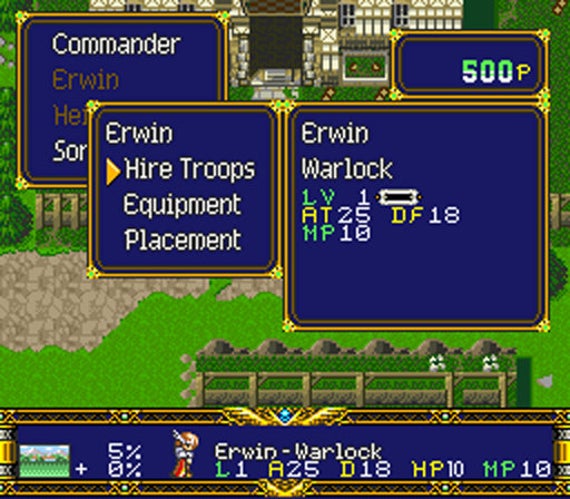 Commander
500P
Erwin
He
Sor
Erwin
Hire Troops
Equipment
Placement
Erwin
Warlock
LV 1
AT25 DF18
MP10
5%
+ 0%
Erwin-Warlock
L1 A25 D18 HP10 MP10